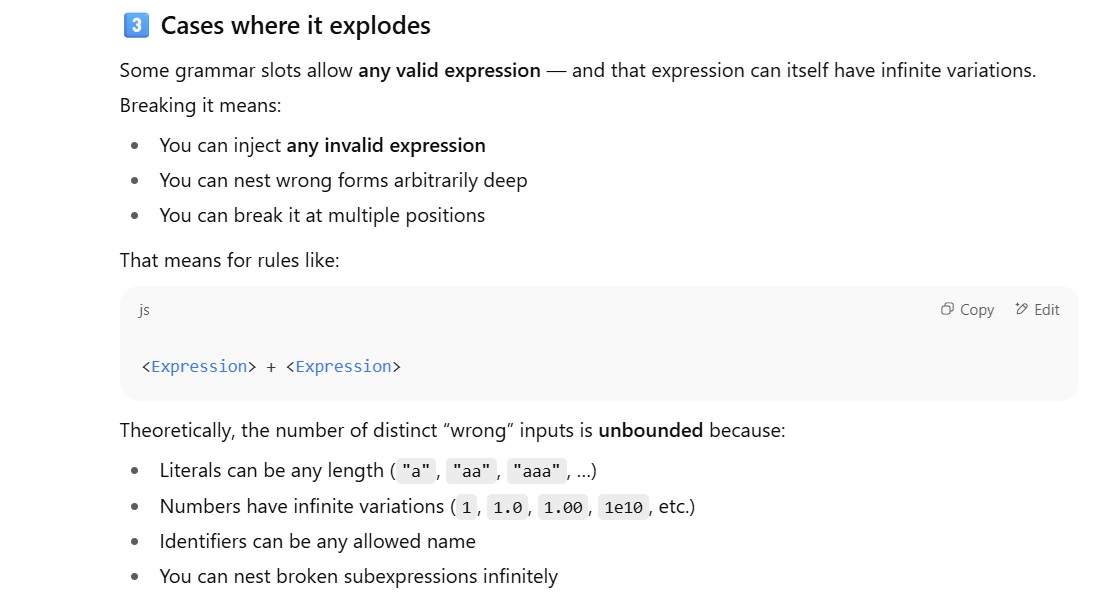 3 Cases where it explodes
Some grammar slots allow any valid expression — and that expression can itself have infinite variations.
Breaking it means:
• You can inject any invalid expression
• You can nest wrong forms arbitrarily deep
• You can break it at multiple positions
That means for rules like:
js Copy Edit
<Expression> + <Expression>
Theoretically, the number of distinct “wrong” inputs is unbounded because:
• Literals can be any length ("a", "aa", "aaa", …)
• Numbers have infinite variations (1, 1.0, 1.00, 1e10, etc.)
• Identifiers can be any allowed name
• You can nest broken subexpressions infinitely